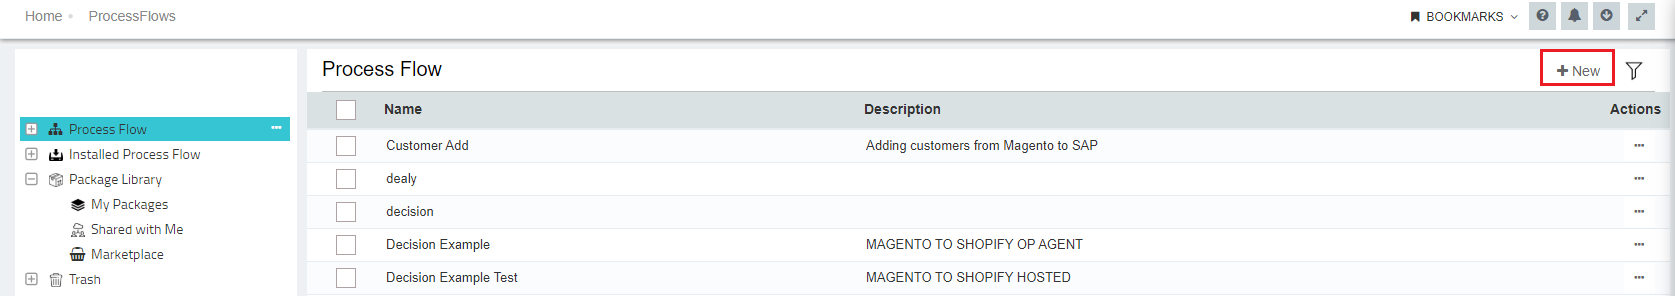 Home ProcessFlows
BOOKMARKS
Process Flow
New
Process Flow
Installed Process Flow
Package Library
My Packages
Shared with Me
Marketplace
Trash
Name Description Actions
Customer Add Adding customers from Magento to SAP
dealy
decision
Decision Example MAGENTO TO SHOPIFY OP AGENT
Decision Example Test MAGENTO TO SHOPIFY HOSTED